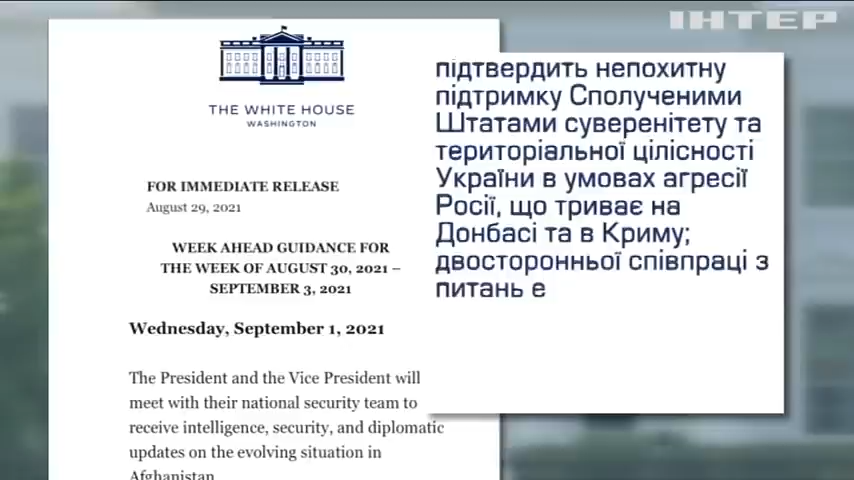 ІНТЕР
THE WHITE HOUSE
WASHINGTON
FOR IMMEDIATE RELEASE
August 29, 2021
WEEK AHEAD GUIDANCE FOR
THE WEEK OF AUGUST 30, 2021 –
SEPTEMBER 3, 2021
Wednesday, September 1, 2021
The President and the Vice President will
meet with their national security team to
receive intelligence, security, and diplomatic
updates on the evolving situation in
Afghanistan
підтвердить непохитну
підтримку Сполученими
Штатами суверенітету та
територіальної цілісності
України в умовах агресії
Росії, що триває на
Донбасі та в Криму;
двосторонньої співпраці з
питань е